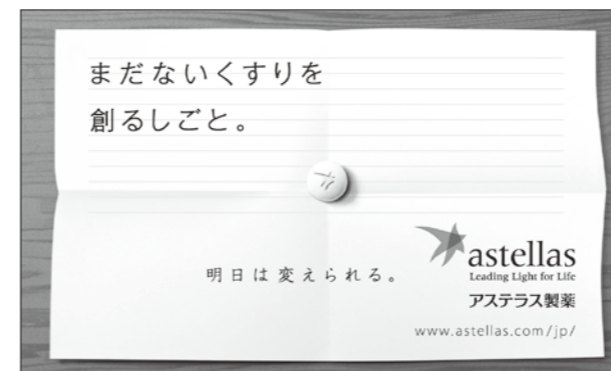 まだないくすりを
創るしごと。
明日は変えられる。
astellas
Leading Light for Life
アステラス製薬
www.astellas.com/jp/